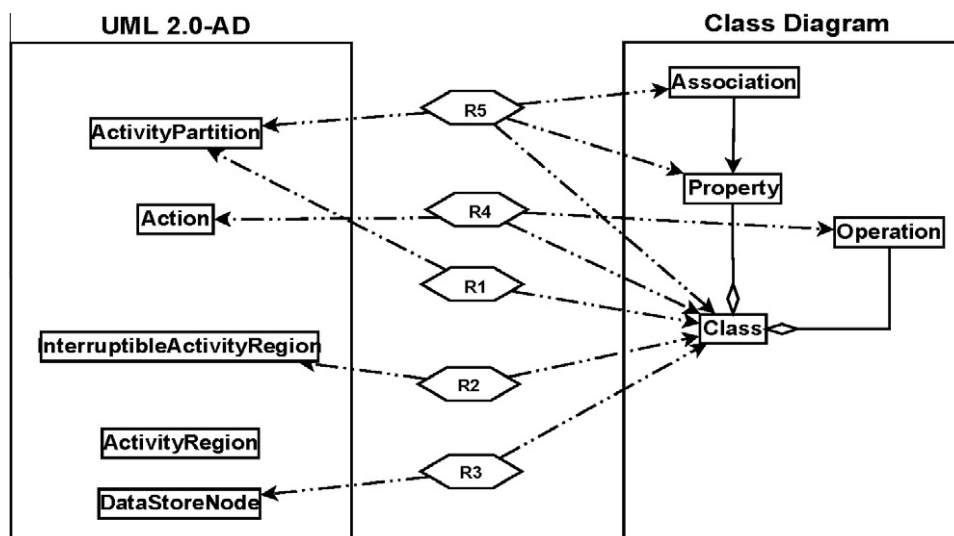 UML 2.0-AD
Class Diagram
Association
R5
ActivityPartition
Property
Action
R4
Operation
R1
Class
InterruptibleActivityRegion
R2
ActivityRegion
R3
DataStoreNode